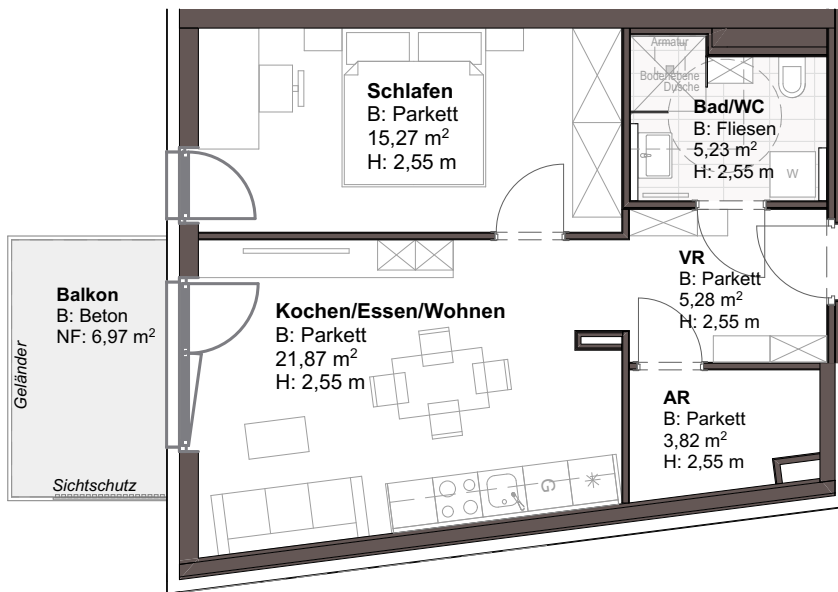 Schlafen
B: Parkett
15,27 m²
H: 2,55 m
Armatur
Bodenebene
Dusche
Bad/WC
B: Fliesen
5,23 m²
H: 2,55 m
W
VR
B: Parkett
5,28 m²
H: 2,55 m
Balkon
B: Beton
NF: 6,97 m²
Geländer
Sichtschutz
Kochen/Essen/Wohnen
B: Parkett
21,87 m²
H: 2,55 m
G
AR
B: Parkett
3,82 m²
H: 2,55 m